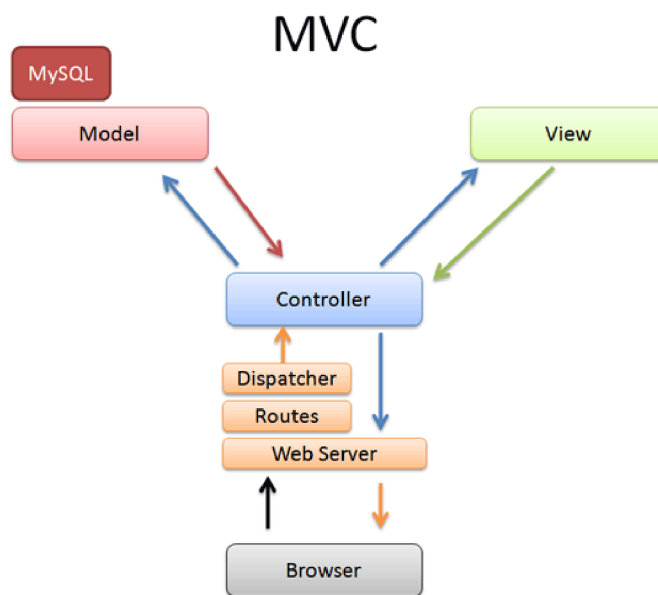 MVC
MySQL
Model
View
Controller
Dispatcher
Routes
Web Server
Browser